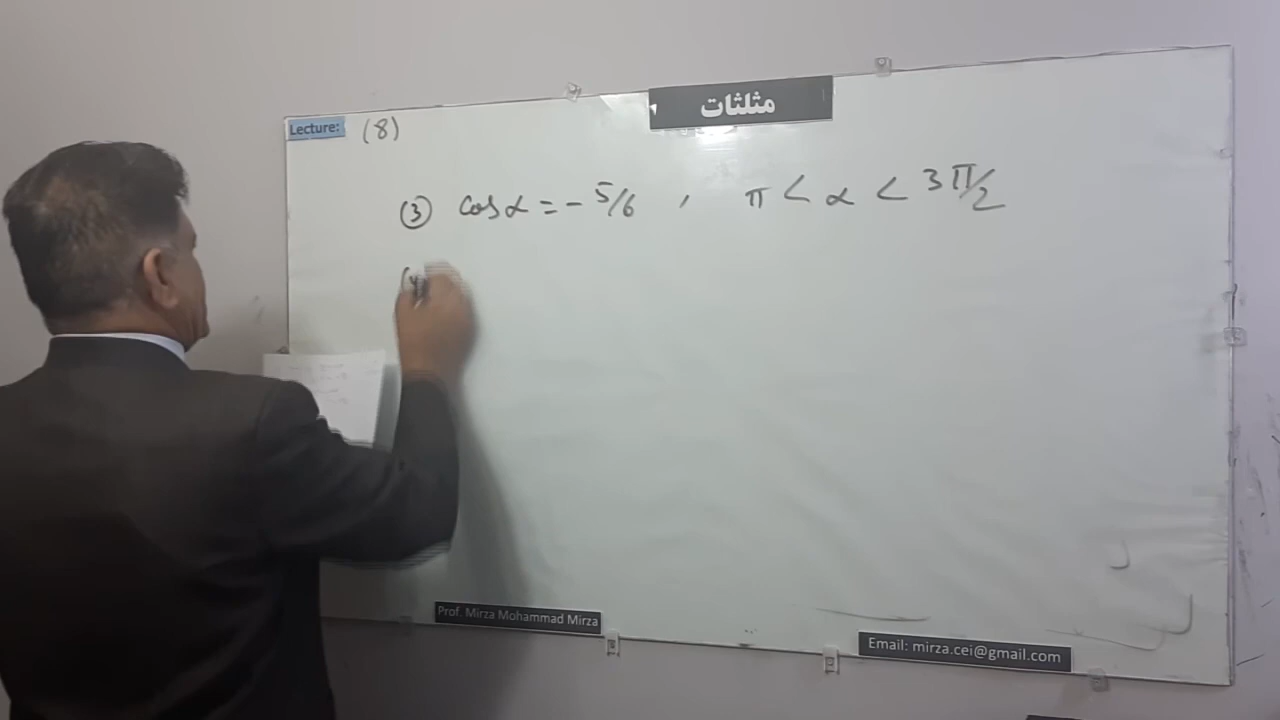 مثلثات
Lecture: (8)
(3) cos α = - 5/6 , π < α < 3π/2
Prof. Mirza Mohammad Mirza
Email: mirza.cei@gmail.com